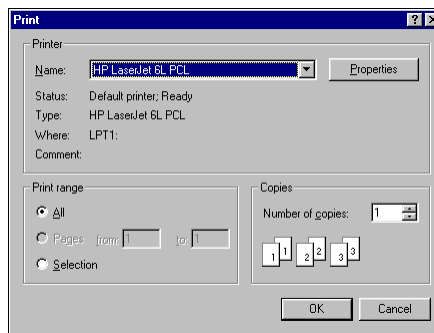 Print
Printer
Name: HP LaserJet 6L PCL Properties
Status: Default printer; Ready
Type: HP LaserJet 6L PCL
Where: LPT1:
Comment:
Print range
All
Pages from: 1 to: 1
Selection
Copies
Number of copies: 1
1 1 2 2 3 3
OK Cancel